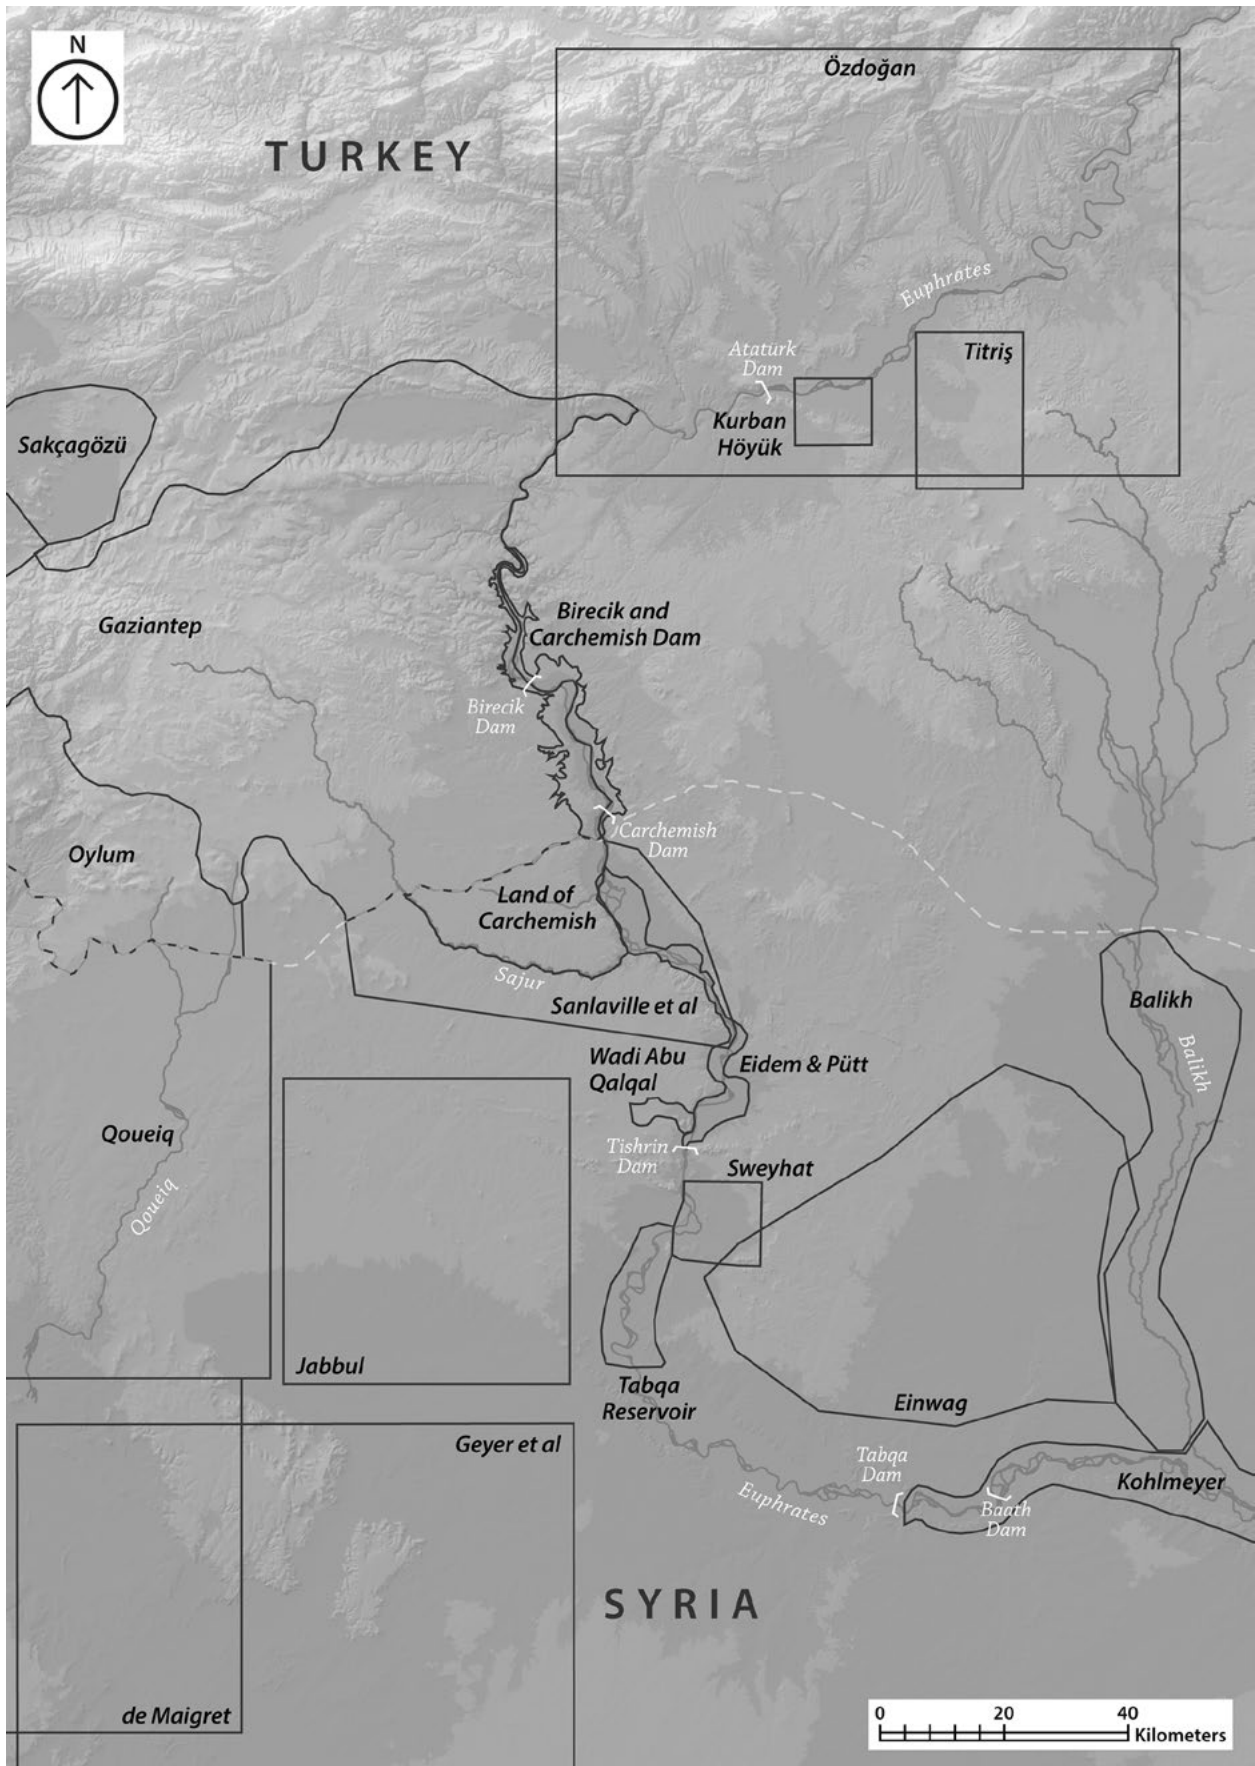 N
Özdoğan
TURKEY
Euphrates
Atatürk
Dam
Titriş
Kurban
Höyük
Sakçagözü
Gaziantep
Birecik and
Carchemish Dam
Birecik
Dam
Carchemish
Dam
Oylum
Land of
Carchemish
Sajur
Sanlaville et al
Balikh
Balikh
Wadi Abu
Qalqal
Eidem & Pütt
Qoueiq
Qoueiq
Tishrin
Dam
Sweyhat
Jabbul
Tabqa
Reservoir
Einwag
Geyer et al
Tabqa
Dam
Euphrates
Baath
Dam
Kohlmeyer
SYRIA
de Maigret
0 20 40
Kilometers